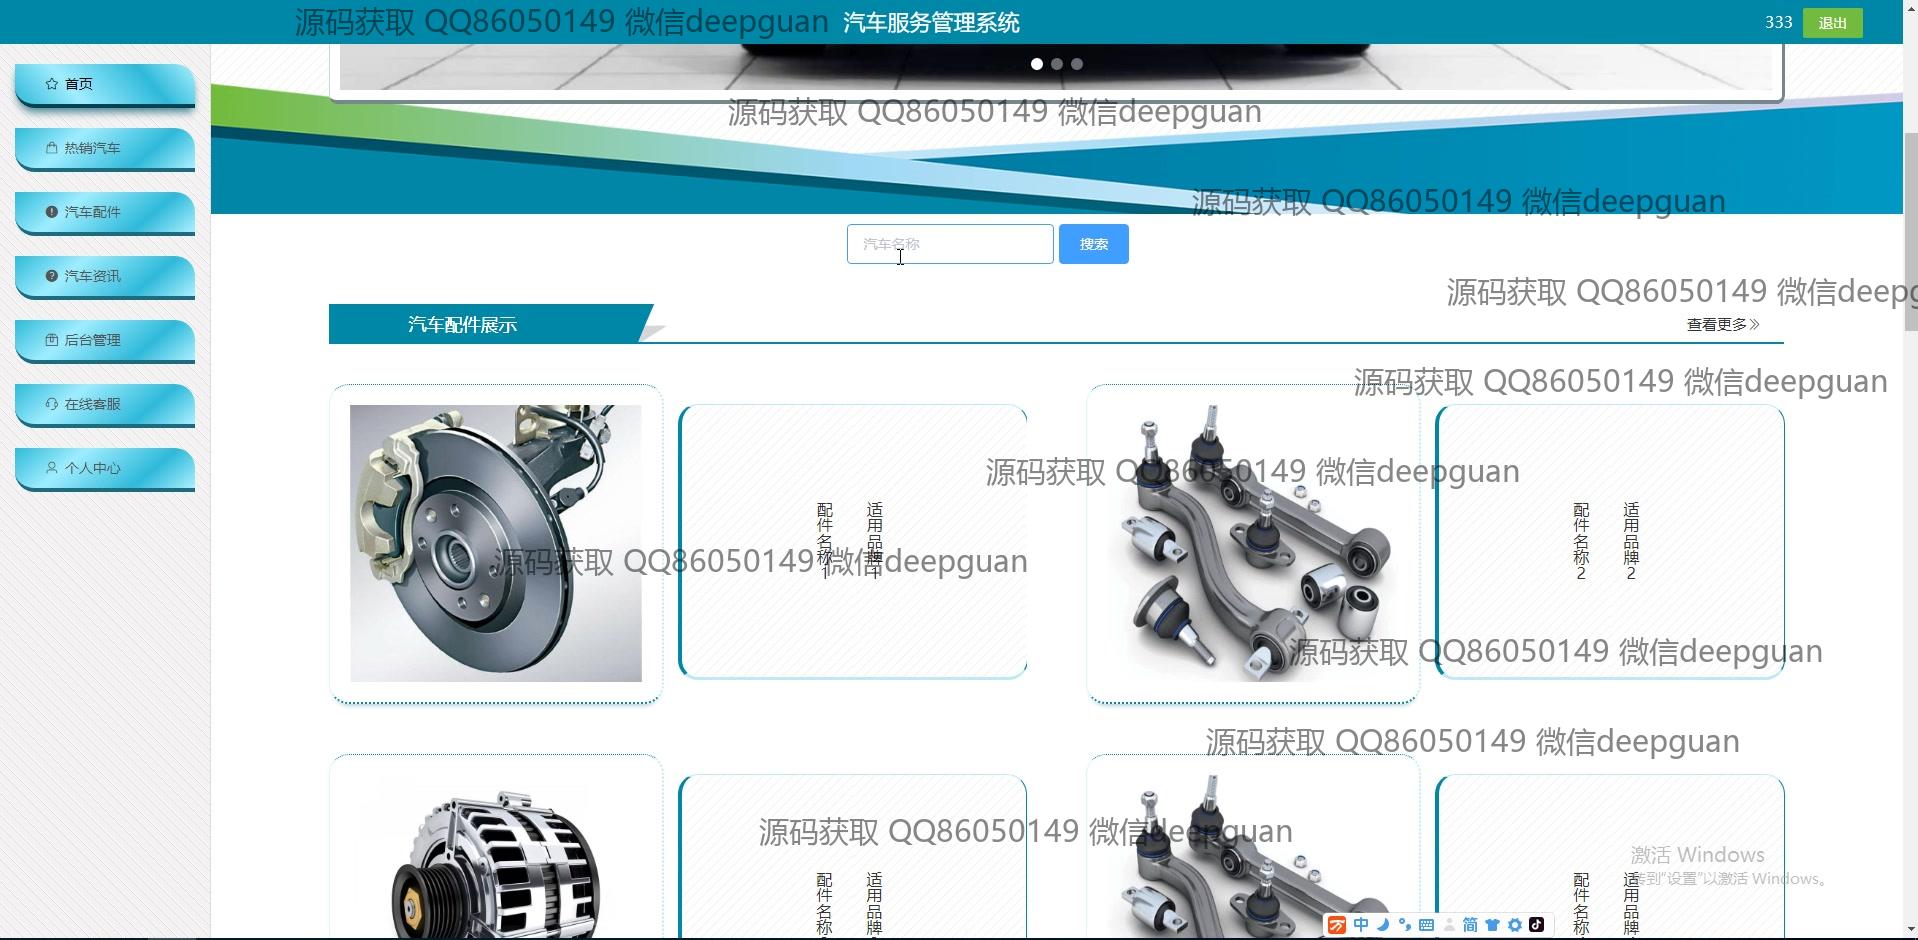 源码获取 QQ86050149 微信deepguan
汽车服务管理系统
333
退出
首页
热销汽车
汽车配件
汽车资讯
后台管理
在线客服
个人中心
源码获取 QQ86050149 微信deepguan
源码获取 QQ86050149 微信deepguan
汽车名称
搜索
源码获取 QQ86050149 微信deepg
汽车配件展示
查看更多》
源码获取 QQ86050149 微信deepguan
源码获取 QQ86050149 微信deepguan
配件名称1
适用品牌1
配件名称2
适用品牌2
源码获取 QQ86050149 微信deepguan
源码获取 QQ86050149 微信deepguan
源码获取 QQ86050149 微信deepguan
源码获取 QQ86050149 微信deepguan
配件名称
适用品牌
配件名称
适用品牌
激活 Windows
转到"设置"以激活 Windows。
中
简